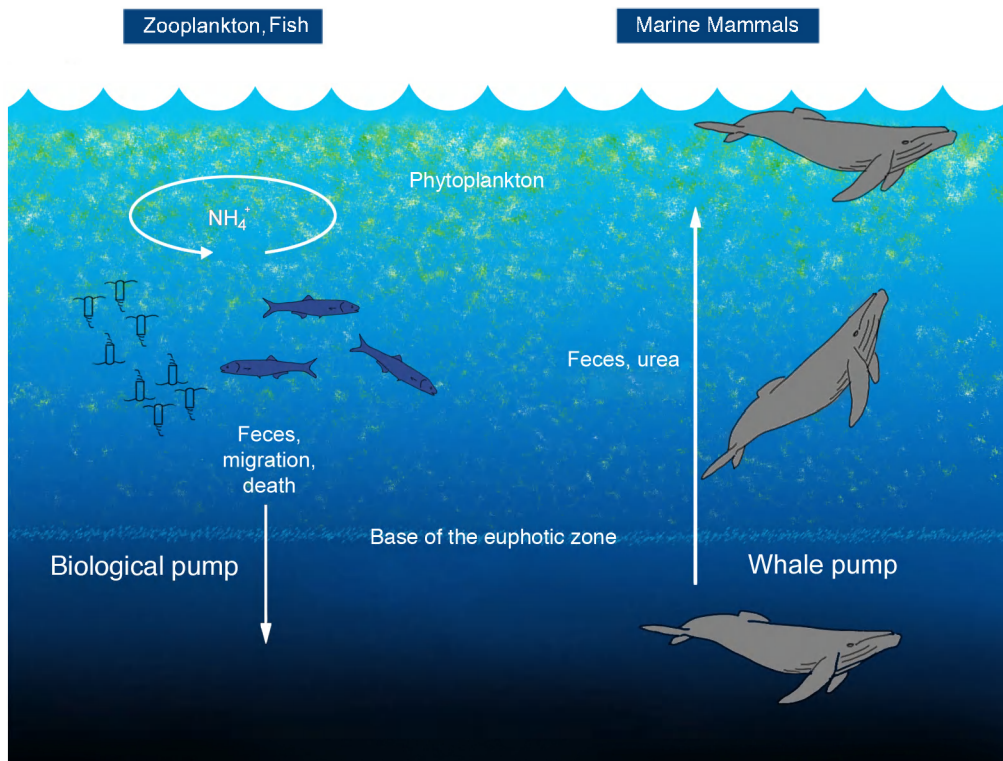 Zooplankton, Fish
Marine Mammals
Phytoplankton
NH₄⁺
Feces, urea
Feces,
migration,
death
Base of the euphotic zone
Biological pump
Whale pump